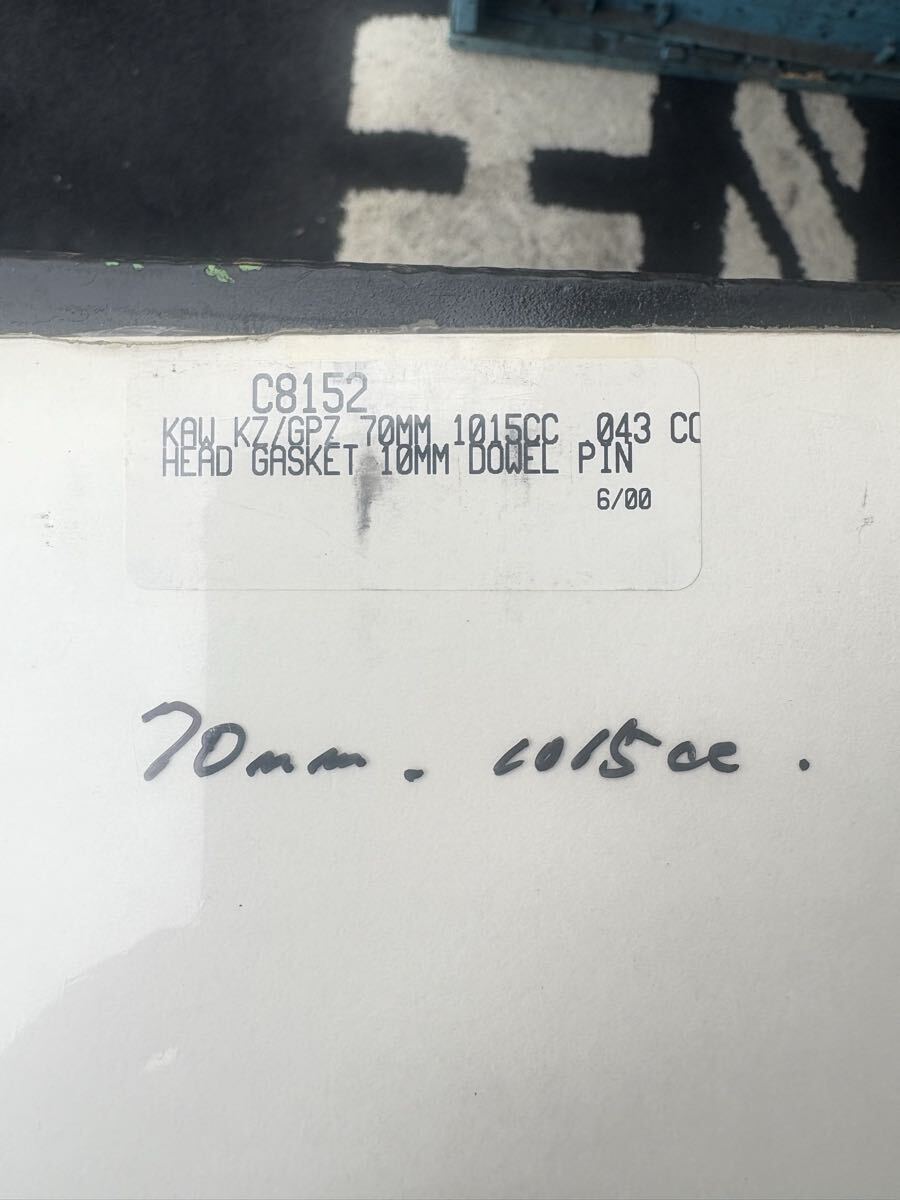 C8152
KAW KZ/GPZ 70MM 1015CC .043 CO
HEAD GASKET 10MM DOWEL PIN
6/00
70mm. 1015cc.